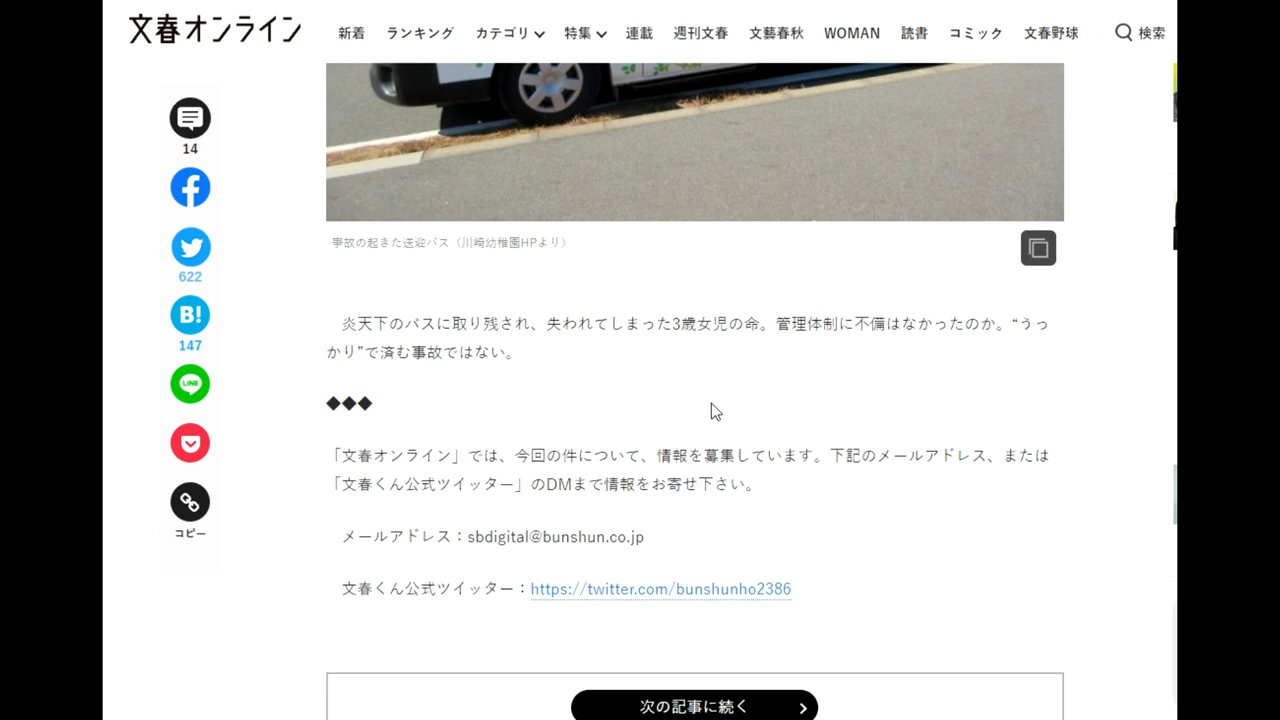 文春オンライン
新着 ランキング カテゴリ 特集 連載 週刊文春 文藝春秋 WOMAN 読書 コミック 文春野球 検索
14
622
B!
147
LINE
コピー
事故の起きた送迎バス（川崎幼稚園HPより）
炎天下のバスに取り残され、失われてしまった3歳女児の命。管理体制に不備はなかったのか。“うっ
かり”で済む事故ではない。
◆◆◆
「文春オンライン」では、今回の件について、情報を募集しています。下記のメールアドレス、または
「文春くん公式ツイッター」のDMまで情報をお寄せ下さい。
メールアドレス：sbdigital@bunshun.co.jp
文春くん公式ツイッター：https://twitter.com/bunshunho2386
次の記事に続く